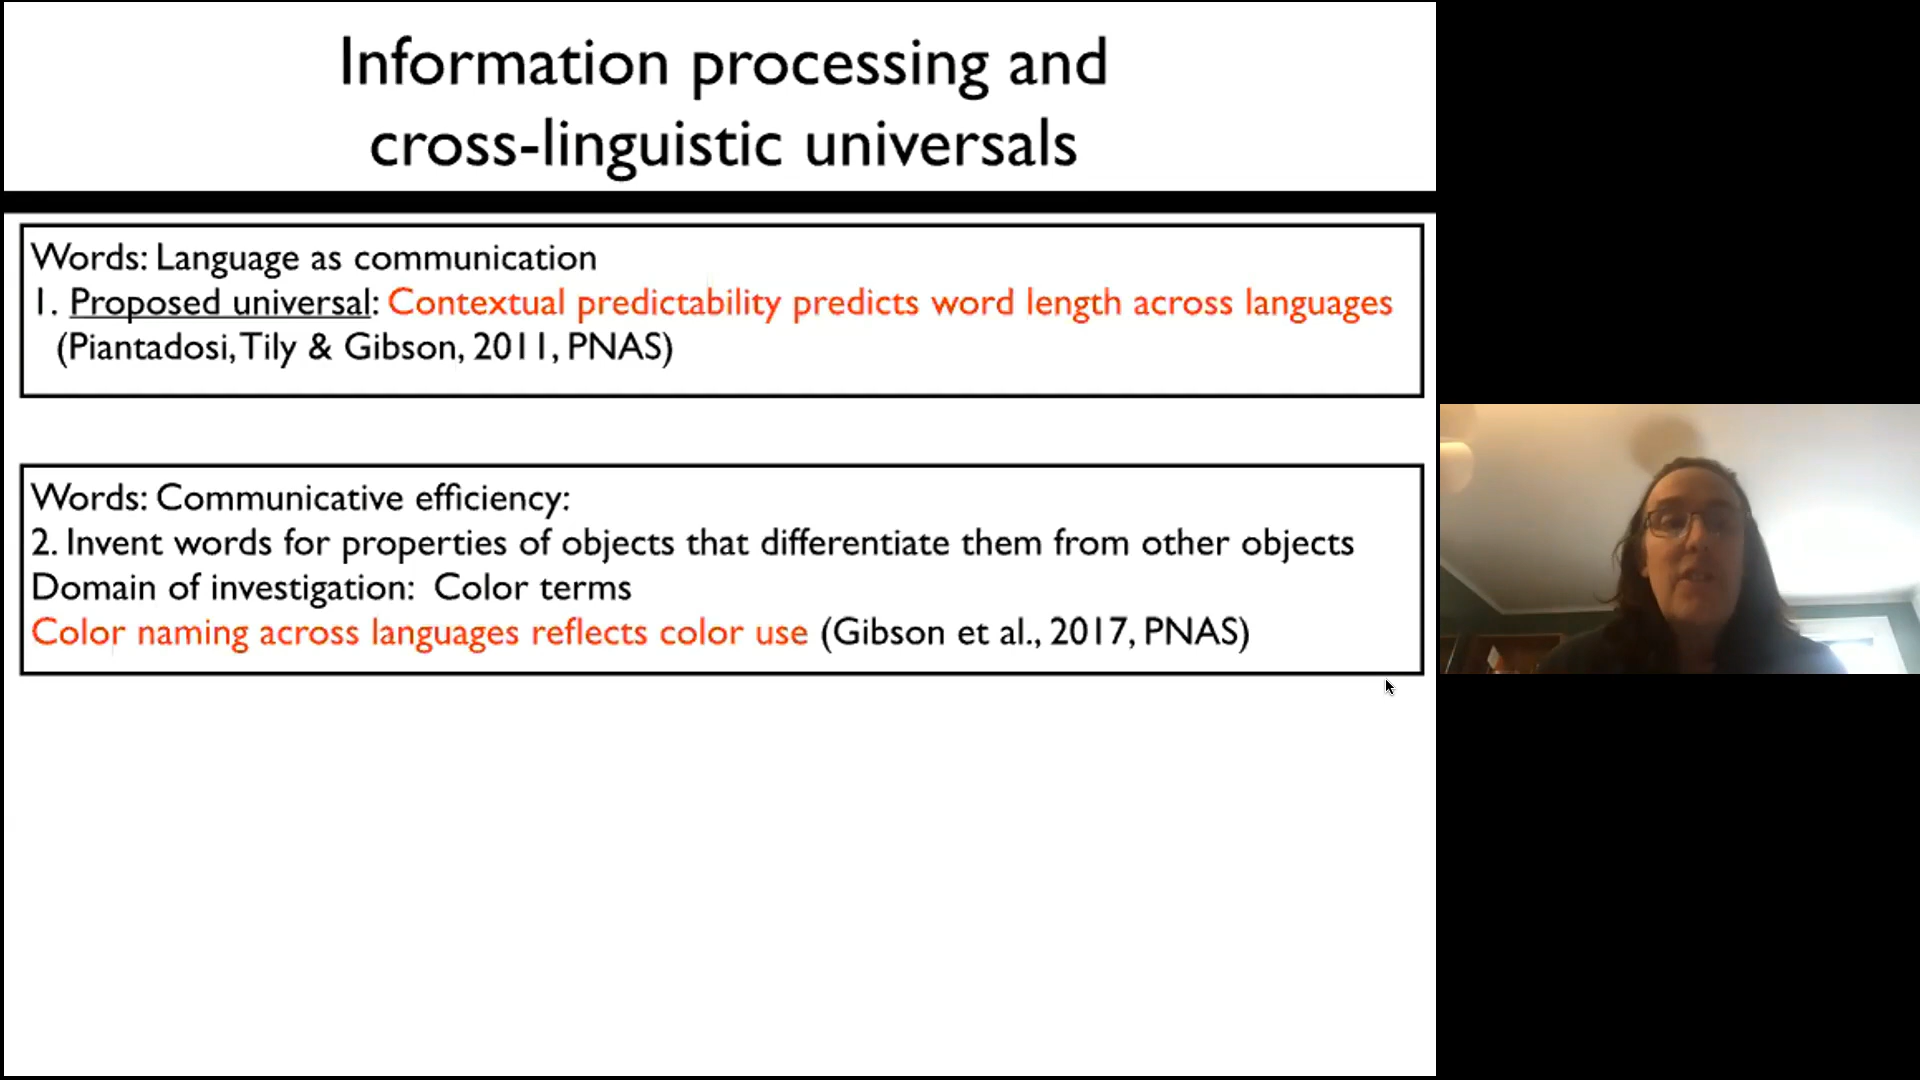 Information processing and
cross-linguistic universals
Words: Language as communication
1. Proposed universal: Contextual predictability predicts word length across languages
(Piantadosi, Tily & Gibson, 2011, PNAS)
Words: Communicative efficiency:
2. Invent words for properties of objects that differentiate them from other objects
Domain of investigation: Color terms
Color naming across languages reflects color use (Gibson et al., 2017, PNAS)